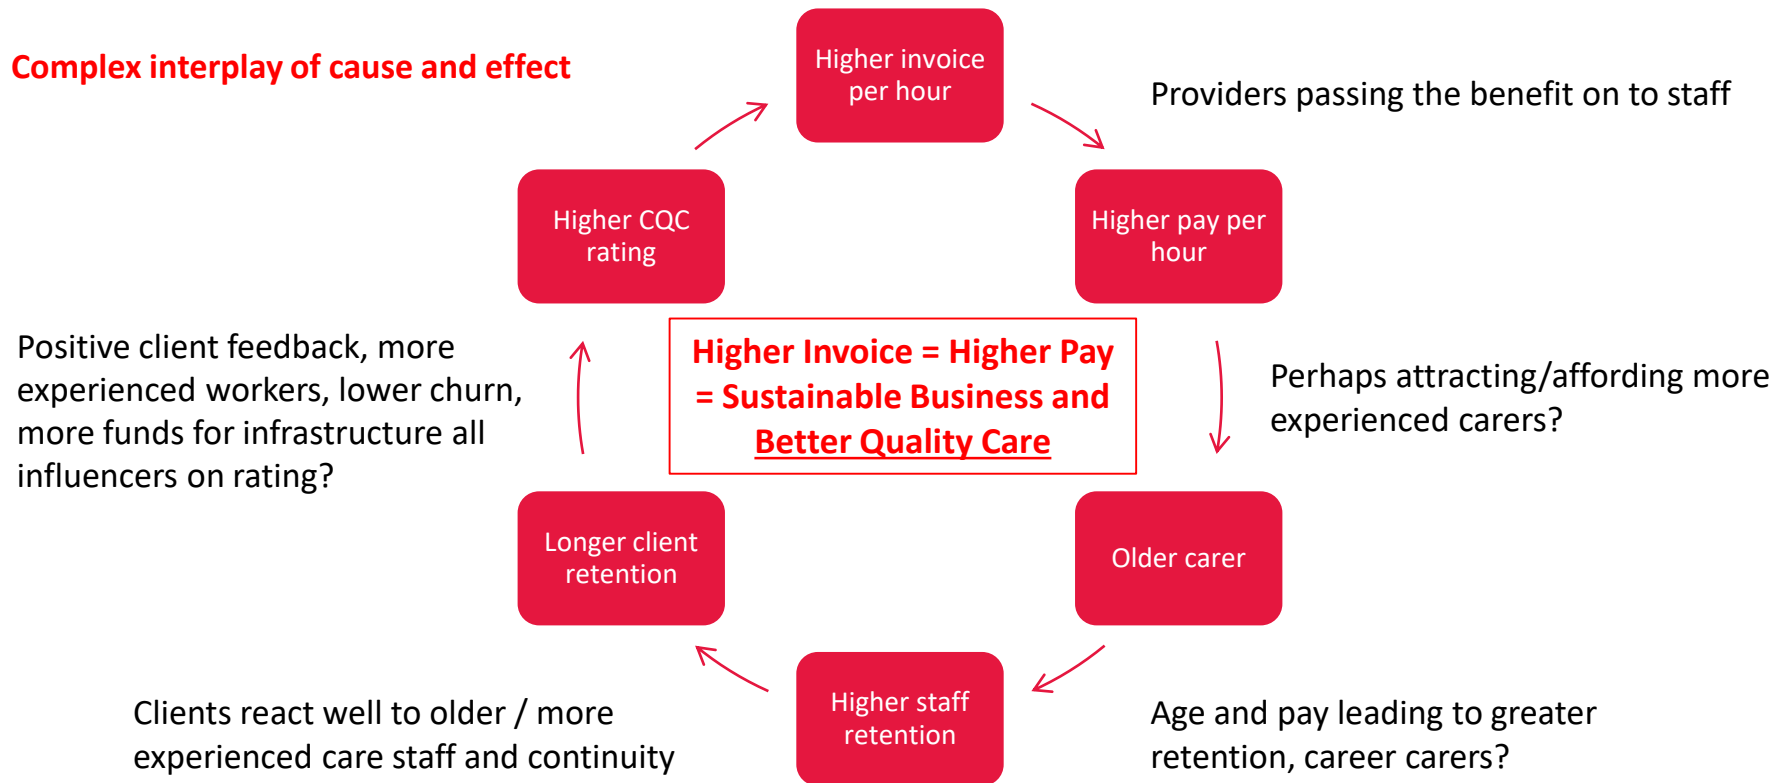 Complex interplay of cause and effect
Higher invoice
per hour
Providers passing the benefit on to staff
Higher pay per
hour
Perhaps attracting/affording more
experienced carers?
Older carer
Age and pay leading to greater
retention, career carers?
Higher staff
retention
Clients react well to older / more
experienced care staff and continuity
Longer client
retention
Positive client feedback, more
experienced workers, lower churn,
more funds for infrastructure all
influencers on rating?
Higher CQC
rating
Higher Invoice = Higher Pay
= Sustainable Business and
Better Quality Care